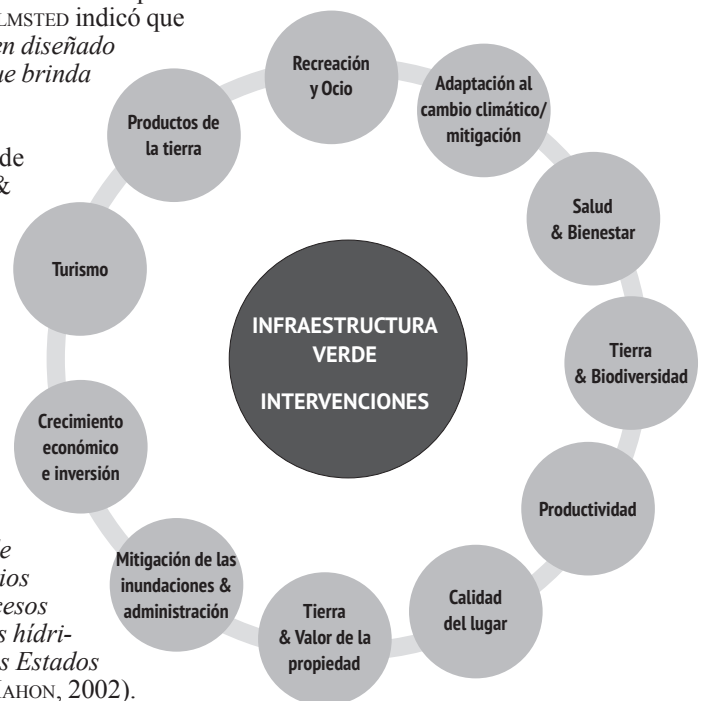 LMSTED indicó que
en diseñado
ue brinda
de
&
ios
cesos
s hídri-
s Estados
AHON, 2002).
Recreación
y Ocio
Adaptación al
cambio climático/
mitigación
Salud
& Bienestar
Tierra
& Biodiversidad
Productividad
Calidad
del lugar
Tierra
& Valor de la
propiedad
Mitigación de las
inundaciones &
administración
Crecimiento
económico
e inversión
Turismo
Productos de
la tierra
INFRAESTRUCTURA
VERDE
INTERVENCIONES